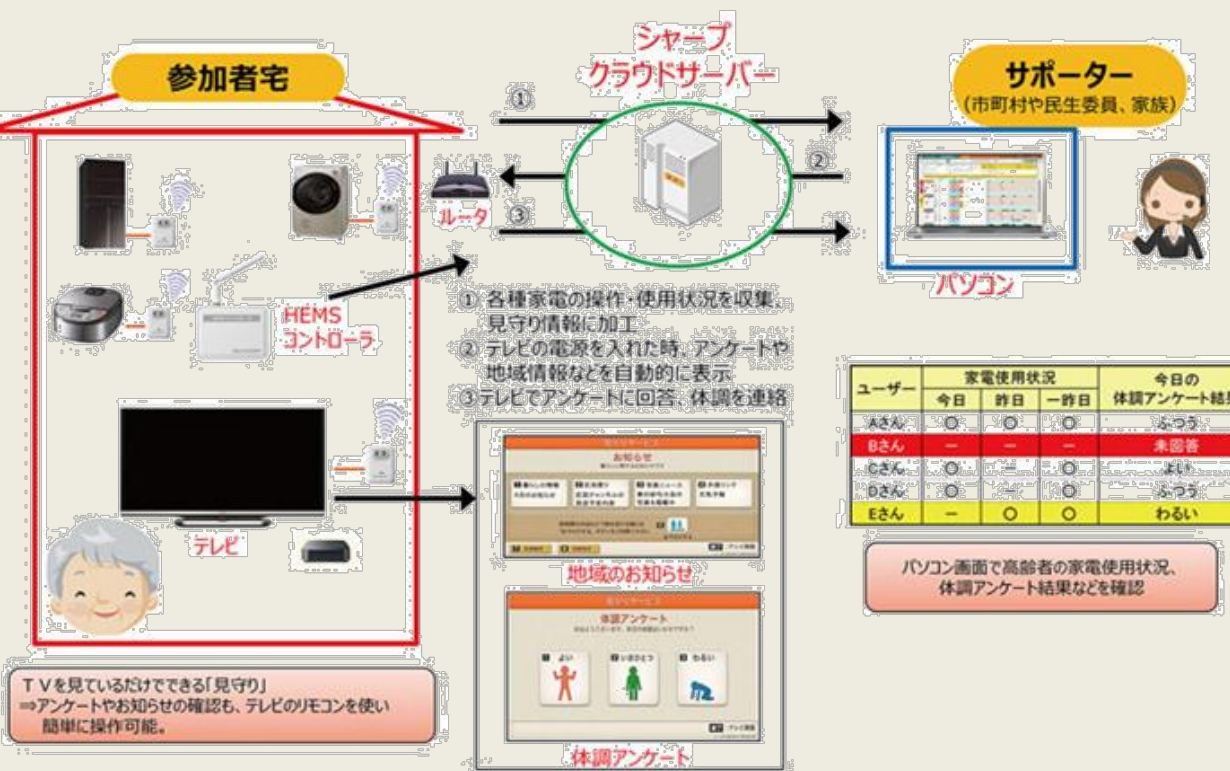 参加者宅
シャープ
クラウドサーバー
サポーター
(市町村や民生委員、家族)
①
②
③
ルータ
パソコン
HEMS
コントローラ
① 各種家電の操作・使用状況を収集、
見守り情報に加工
② テレビの電源を入れた時、アンケートや
地域情報などを自動的に表示
③テレビでアンケートに回答、体調を連絡
ユーザー 家電使用状況 今日の
今日 昨日 一昨日 体調アンケート結果
Aさん ○ ○ ○ ふつう
Bさん － － － 未回答
Cさん ○ － ○ よい
Dさん ○ － ○ ふつう
Eさん － ○ ○ わるい
パソコン画面で高齢者の家電使用状況、
体調アンケート結果などを確認
テレビ
お知らせ
地域のお知らせ
体調アンケート
1 よい
2 いまひとつ
3 わるい
体調アンケート
TVを見ているだけでできる「見守り」
⇒アンケートやお知らせの確認も、テレビのリモコンを使い
簡単に操作可能。